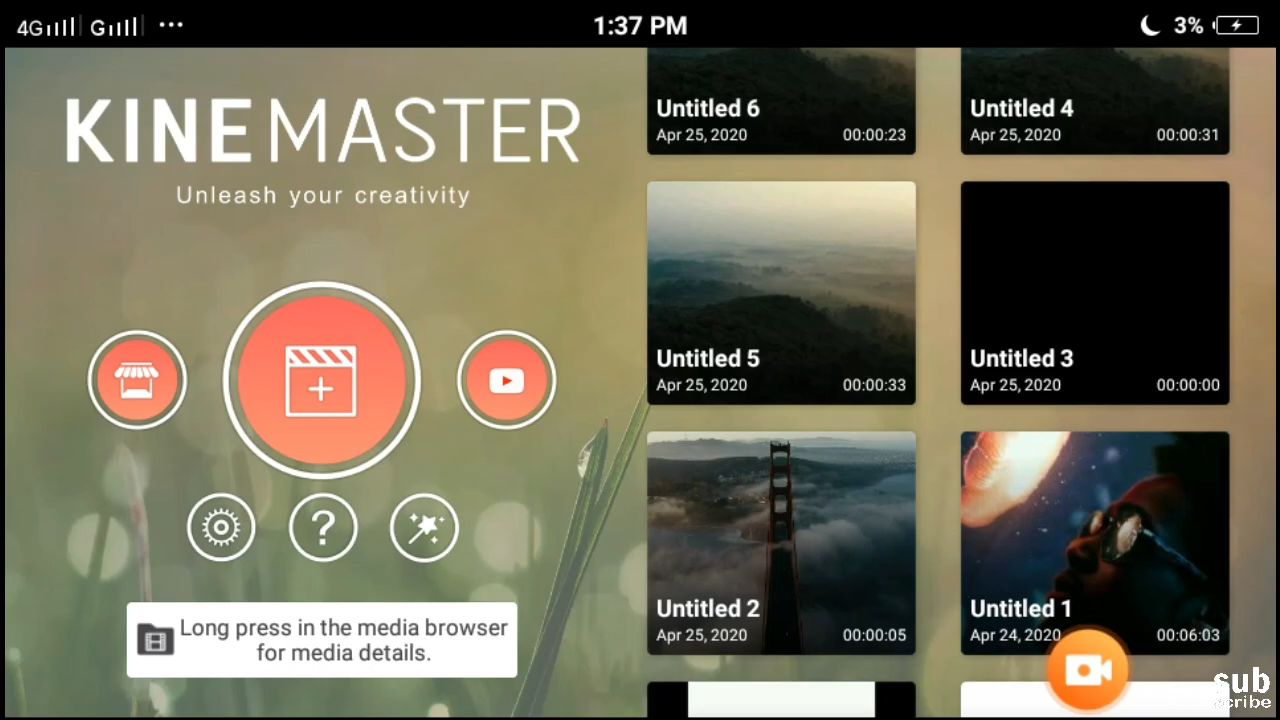 4G G ... 1:37 PM 3%
KINEMASTER
Unleash your creativity
Long press in the media browser
for media details.
Untitled 6
Apr 25, 2020 00:00:23
Untitled 4
Apr 25, 2020 00:00:31
Untitled 5
Apr 25, 2020 00:00:33
Untitled 3
Apr 25, 2020 00:00:00
Untitled 2
Apr 25, 2020 00:00:05
Untitled 1
Apr 24, 2020 00:06:03
sub
scribe